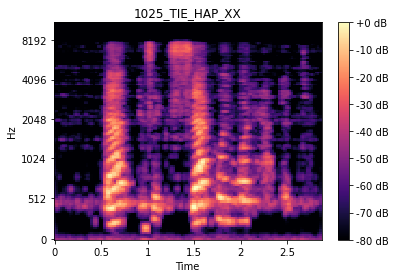 1025_TIE_HAP_XX
+0 dB
8192
-10 dB
4096
-20 dB
-30 dB
2048
Hz
-40 dB
1024
-50 dB
512
-60 dB
-70 dB
0
-80 dB
0 0.5 1 1.5 2 2.5
Time